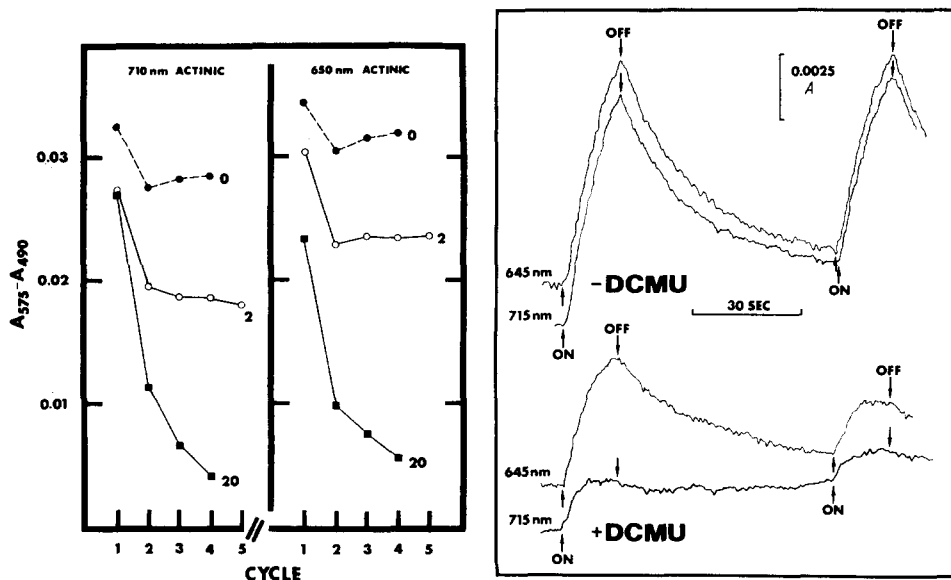 710 nm ACTINIC
650 nm ACTINIC
A575-A490
0.03
0.02
0.01
0
2
20
0
2
20
1 2 3 4 5
1 2 3 4 5
CYCLE
OFF
OFF
0.0025
A
645 nm
715 nm
ON
-DCMU
30 SEC
ON
OFF
OFF
645 nm
715 nm
ON
+DCMU
ON